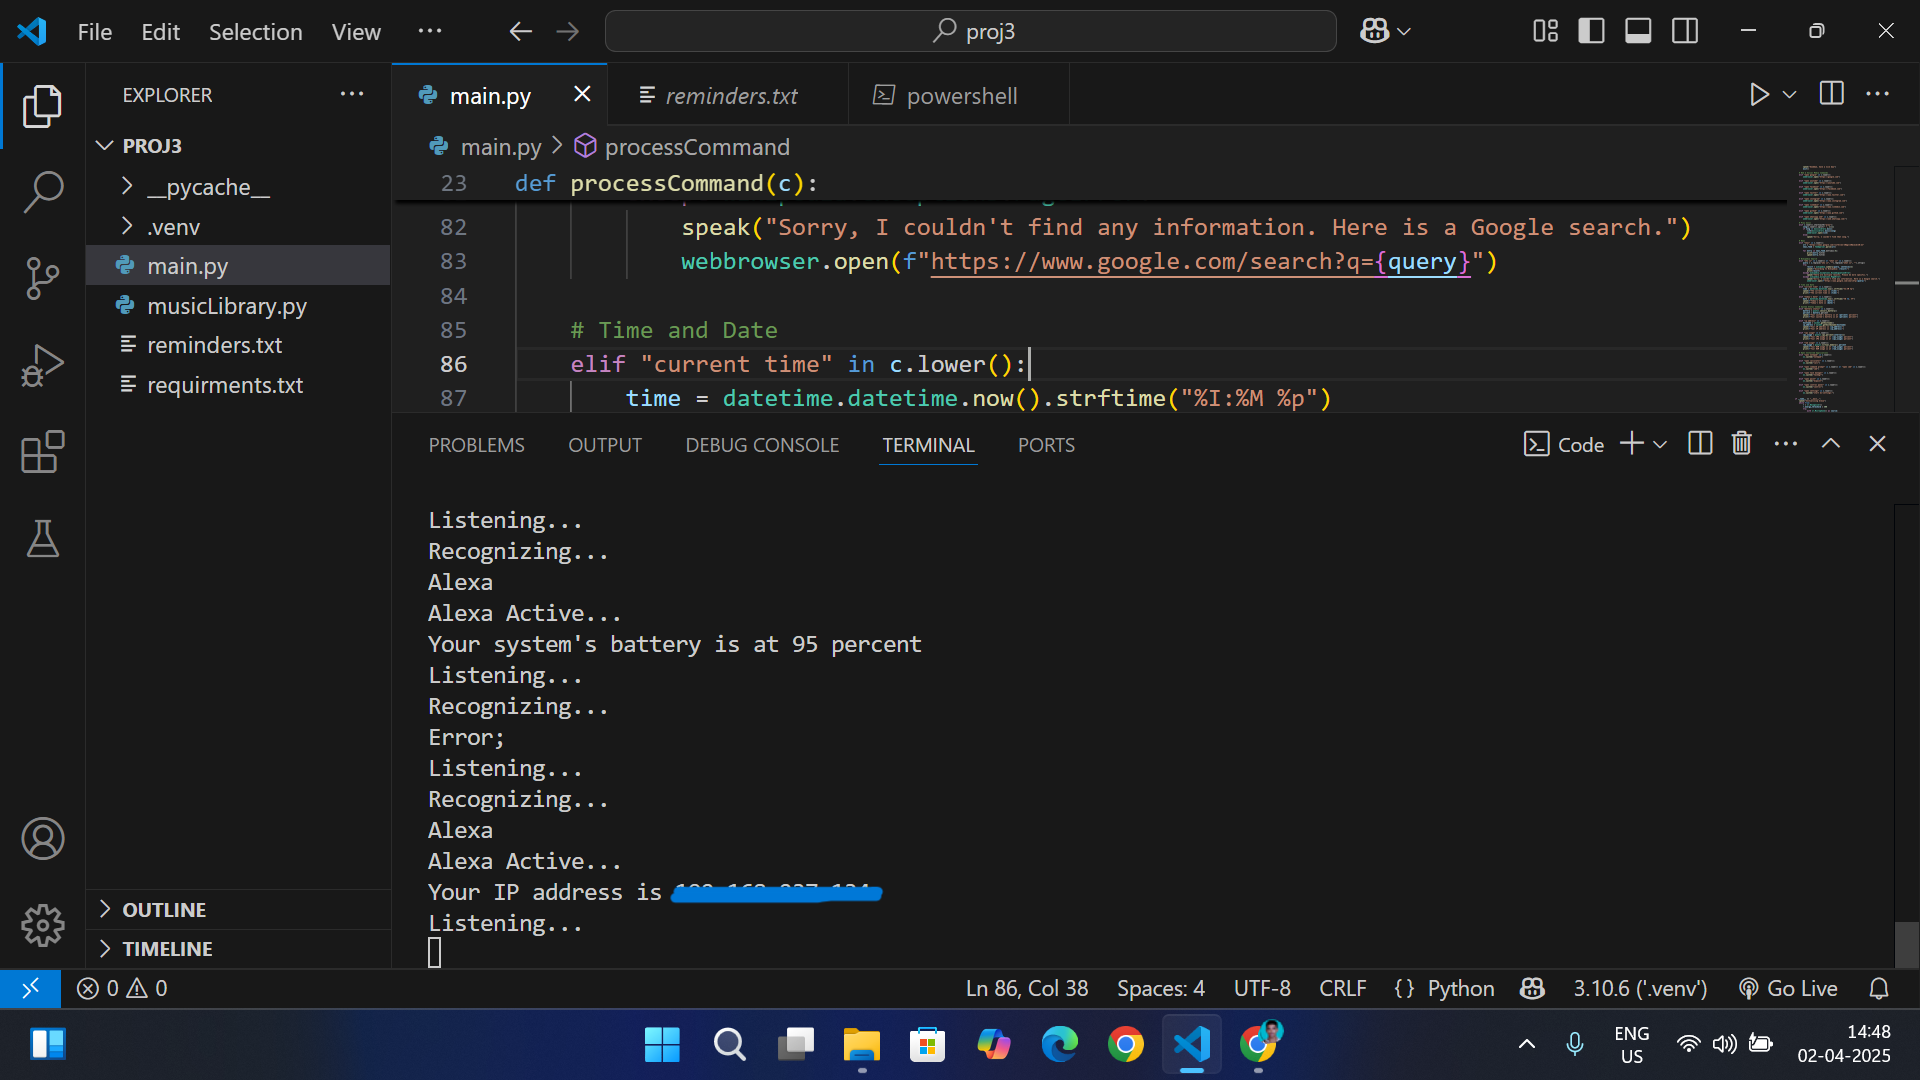 File Edit Selection View ··· proj3
EXPLORER ···
PROJ3
__pycache__
.venv
main.py
musicLibrary.py
reminders.txt
requirments.txt
OUTLINE
TIMELINE
main.py reminders.txt powershell
main.py > processCommand
23 def processCommand(c):
82 speak("Sorry, I couldn't find any information. Here is a Google search.")
83 webbrowser.open(f"https://www.google.com/search?q={query}")
84
85 # Time and Date
86 elif "current time" in c.lower():
87 time = datetime.datetime.now().strftime("%I:%M %p")
PROBLEMS OUTPUT DEBUG CONSOLE TERMINAL PORTS Code
Listening...
Recognizing...
Alexa
Alexa Active...
Your system's battery is at 95 percent
Listening...
Recognizing...
Error;
Listening...
Recognizing...
Alexa
Alexa Active...
Your IP address is
Listening...
0 0 Ln 86, Col 38 Spaces: 4 UTF-8 CRLF {} Python 3.10.6 ('.venv') Go Live
ENG
US
14:48
02-04-2025